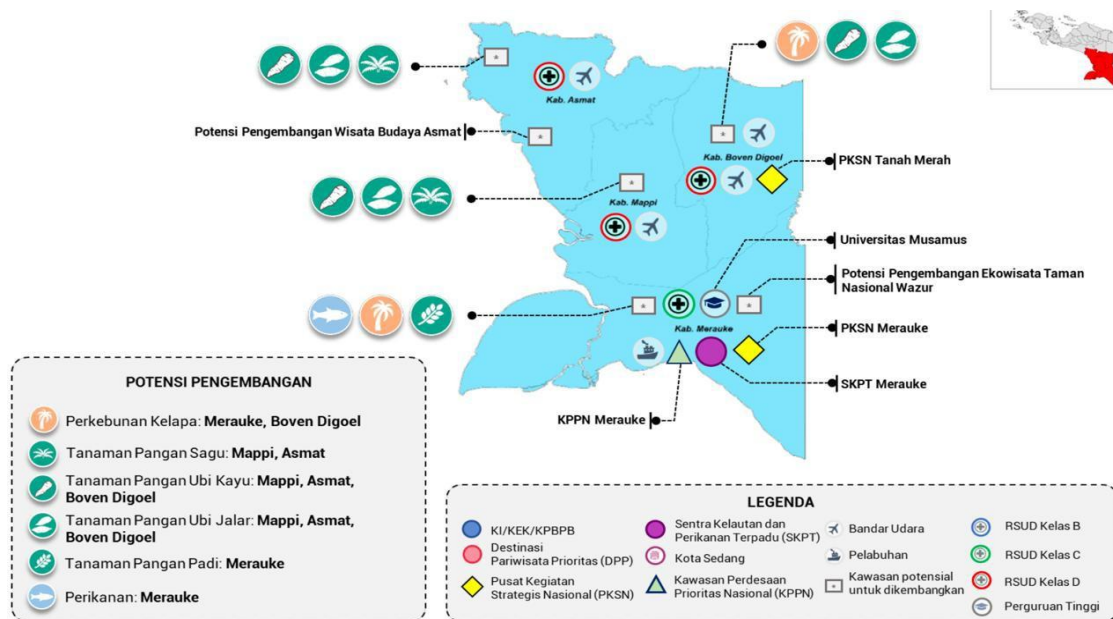 Kab. Asmat
Potensi Pengembangan Wisata Budaya Asmat
Kab. Boven Digoel
PKSN Tanah Merah
Kab. Mappi
Universitas Musamus
Potensi Pengembangan Ekowisata Taman
Nasional Wazur
Kab. Merauke
PKSN Merauke
SKPT Merauke
KPPN Merauke
POTENSI PENGEMBANGAN
Perkebunan Kelapa: Merauke, Boven Digoel
Tanaman Pangan Sagu: Mappi, Asmat
Tanaman Pangan Ubi Kayu: Mappi, Asmat,
Boven Digoel
Tanaman Pangan Ubi Jalar: Mappi, Asmat,
Boven Digoel
Tanaman Pangan Padi: Merauke
Perikanan: Merauke
LEGENDA
KI/KEK/KPBPB
Destinasi
Pariwisata Prioritas (DPP)
Pusat Kegiatan
Strategis Nasional (PKSN)
Sentra Kelautan dan
Perikanan Terpadu (SKPT)
Kota Sedang
Kawasan Perdesaan
Prioritas Nasional (KPPN)
Bandar Udara
Pelabuhan
Kawasan potensial
untuk dikembangkan
RSUD Kelas B
RSUD Kelas C
RSUD Kelas D
Perguruan Tinggi